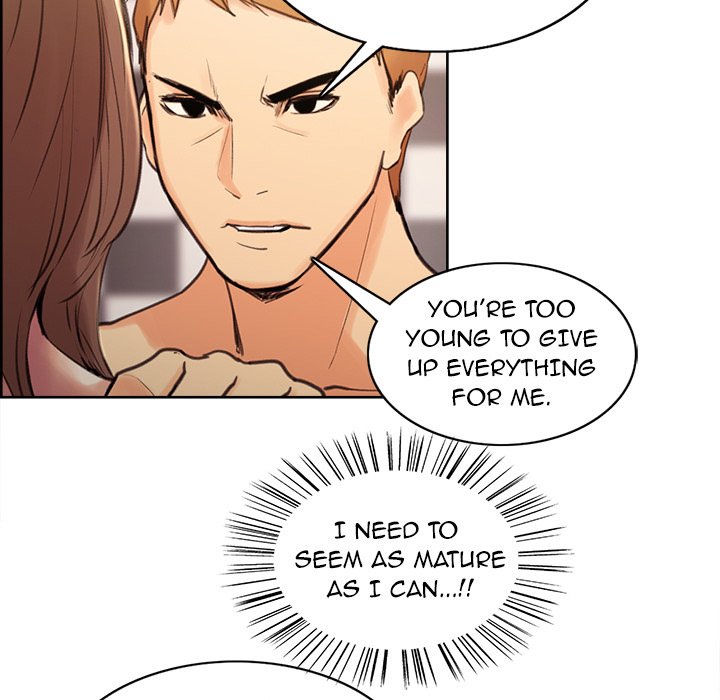 YOU'RE TOO
YOUNG TO GIVE
UP EVERYTHING
FOR ME.
I NEED TO
SEEM AS MATURE
AS I CAN...!!